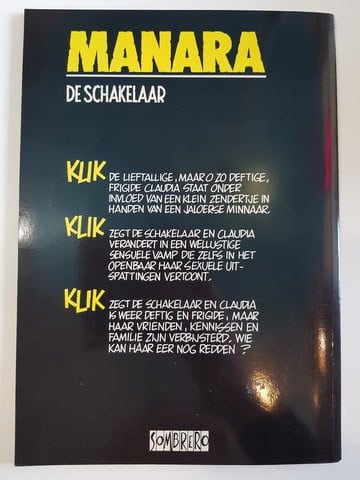 MANARA
DE SCHAKELAAR
KLIK DE LIEFTALLIGE, MAAR O ZO DEFTIGE,
FRIGIDE CLAUDIA STAAT ONDER
INVLOED VAN EEN KLEIN ZENDERTJE IN
HANDEN VAN EEN JALOERSE MINNAAR.
KLIK ZEGT DE SCHAKELAAR EN CLAUDIA
VERANDERT IN EEN WELLUSTIGE
SENSUELE VAMP DIE ZELFS IN HET
OPENBAAR HAAR SEXUELE UIT-
SPATTINGEN VERTOONT.
KLIK ZEGT DE SCHAKELAAR EN CLAUDIA
IS WEER DEFTIG EN FRIGIDE, MAAR
HAAR VRIENDEN, KENNISSEN EN
FAMILIE ZIJN VERBIJSTERD. WIE
KAN HÁÁR EER NOG REDDEN ?
SOMBRERO